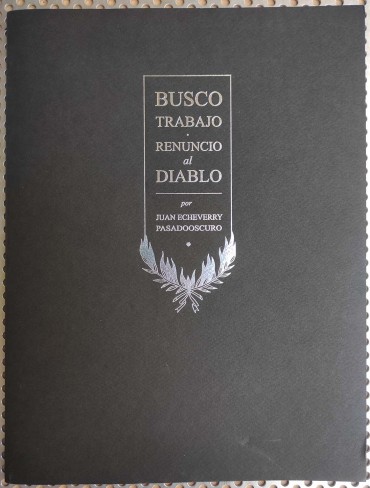 BUSCO
TRABAJO
·
RENUNCIO
al
DIABLO
por
JUAN ECHEVERRY
PASADOOSCURO